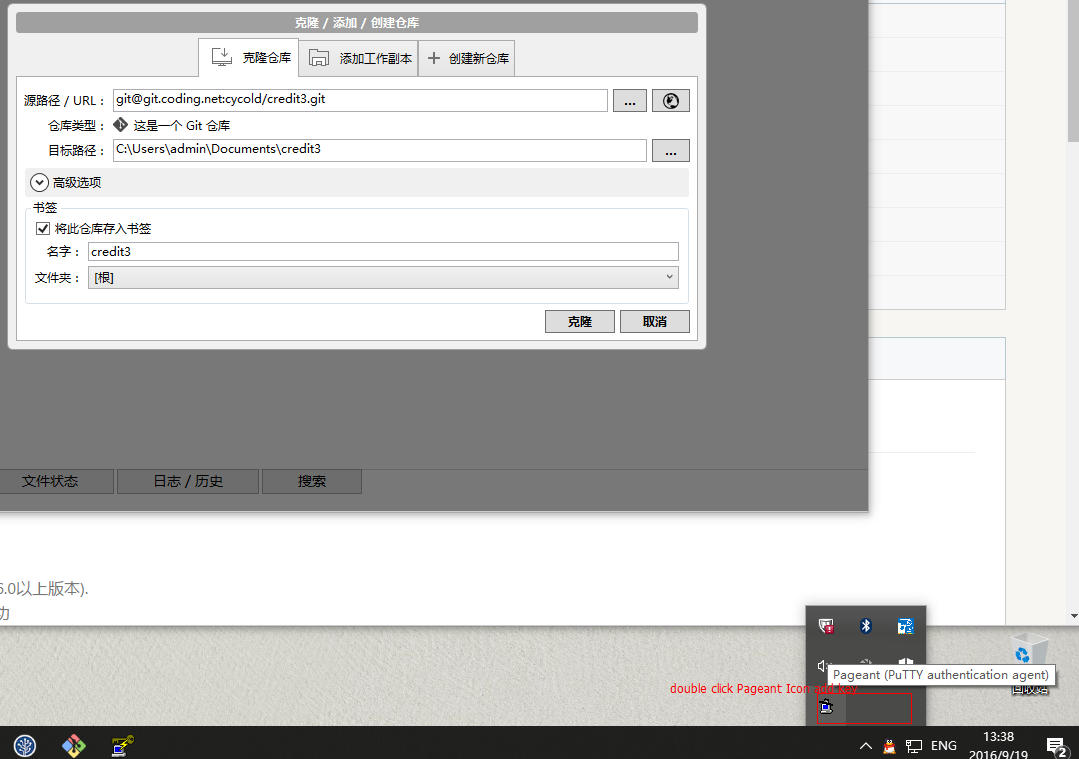 克隆 / 添加 / 创建仓库
克隆仓库 添加工作副本 创建新仓库
源路径 / URL： git@git.coding.net:cycold/credit3.git ...
仓库类型： 这是一个 Git 仓库
目标路径： C:\Users\admin\Documents\credit3 ...
高级选项
书签
将此仓库存入书签
名字： credit3
文件夹： [根]
克隆 取消
文件状态 日志 / 历史 搜索
6.0以上版本).
功
Pageant (PuTTY authentication agent)
double click Pageant Icon add key
回收站
ENG 13:38
2016/9/19 2